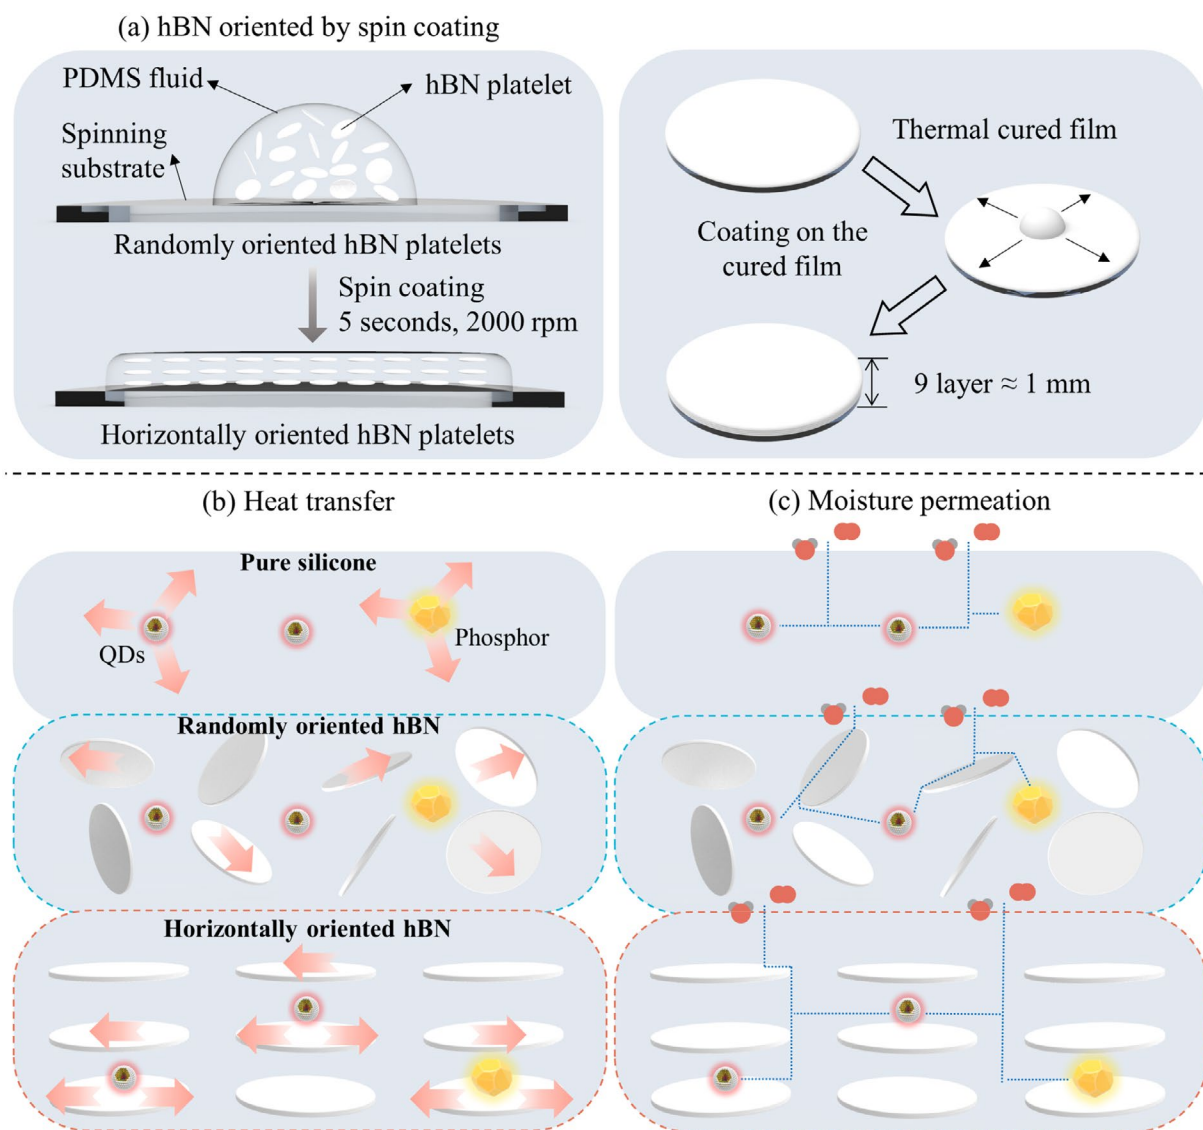 (a) hBN oriented by spin coating
PDMS fluid
hBN platelet
Spinning
substrate
Randomly oriented hBN platelets
Spin coating
5 seconds, 2000 rpm
Horizontally oriented hBN platelets
Thermal cured film
Coating on the
cured film
9 layer ≈ 1 mm
(b) Heat transfer
Pure silicone
QDs
Phosphor
Randomly oriented hBN
Horizontally oriented hBN
(c) Moisture permeation